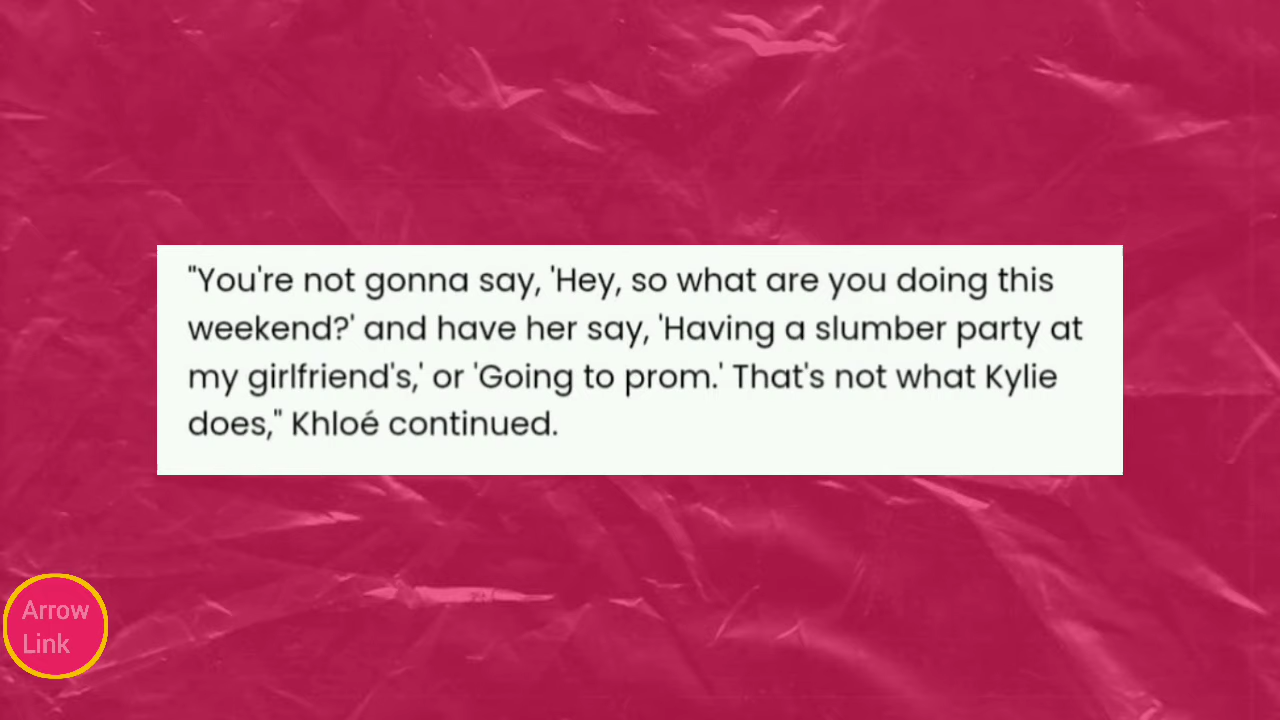 "You're not gonna say, 'Hey, so what are you doing this
weekend?' and have her say, 'Having a slumber party at
my girlfriend's,' or 'Going to prom.' That's not what Kylie
does," Khloé continued.
Arrow
Link